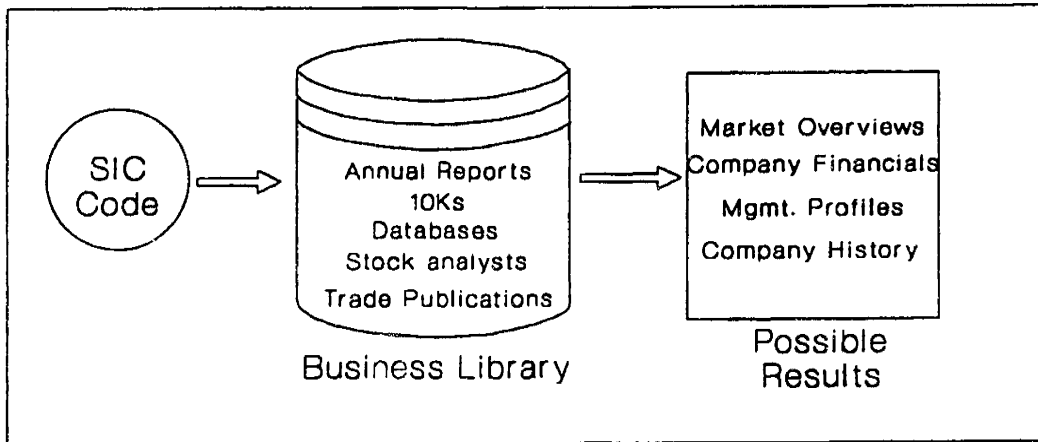 SIC
Code
Annual Reports
10Ks
Databases
Stock analysts
Trade Publications
Business Library
Market Overviews
Company Financials
Mgmt. Profiles
Company History
Possible
Results